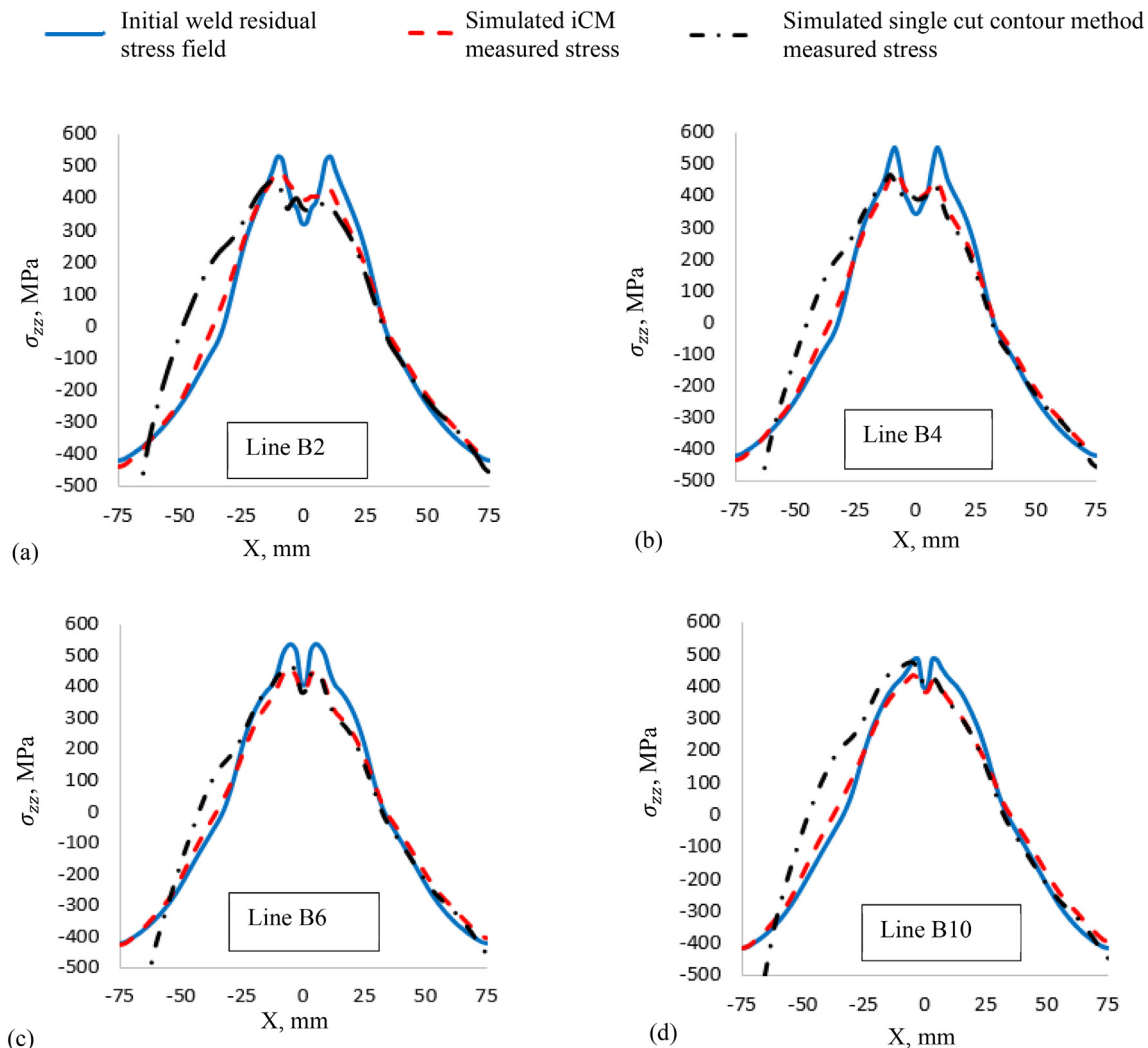 Initial weld residual
stress field
Simulated iCM
measured stress
Simulated single cut contour method
measured stress
600
500
400
300
200
100
0
-100
-200
-300
-400
-500
σzz, MPa
-75 -50 -25 0 25 50 75
X, mm
Line B2
(a)
600
500
400
300
200
100
0
-100
-200
-300
-400
-500
σzz, MPa
-75 -50 -25 0 25 50 75
X, mm
Line B4
(b)
600
500
400
300
200
100
0
-100
-200
-300
-400
-500
σzz, MPa
-75 -50 -25 0 25 50 75
X, mm
Line B6
(c)
600
500
400
300
200
100
0
-100
-200
-300
-400
-500
σzz, MPa
-75 -50 -25 0 25 50 75
X, mm
Line B10
(d)